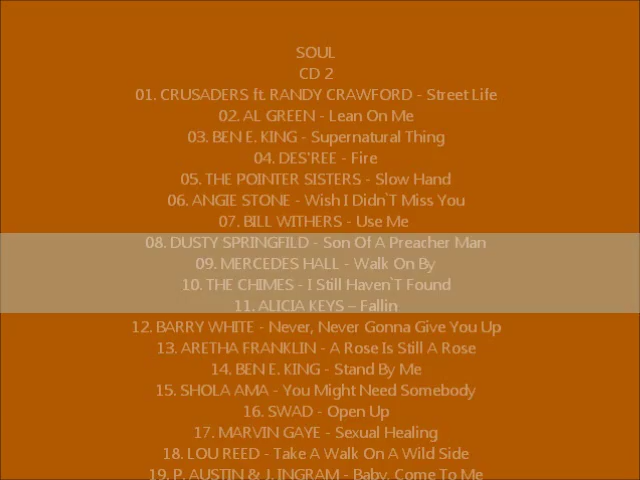 SOUL
CD 2
01. CRUSADERS ft. RANDY CRAWFORD - Street Life
02. AL GREEN - Lean On Me
03. BEN E. KING - Supernatural Thing
04. DES'REE - Fire
05. THE POINTER SISTERS - Slow Hand
06. ANGIE STONE - Wish I Didn`T Miss You
07. BILL WITHERS - Use Me
08. DUSTY SPRINGFILD - Son Of A Preacher Man
09. MERCEDES HALL - Walk On By
10. THE CHIMES - I Still Haven`T Found
11. ALICIA KEYS – Fallin
12. BARRY WHITE - Never, Never Gonna Give You Up
13. ARETHA FRANKLIN - A Rose Is Still A Rose
14. BEN E. KING - Stand By Me
15. SHOLA AMA - You Might Need Somebody
16. SWAD - Open Up
17. MARVIN GAYE - Sexual Healing
18. LOU REED - Take A Walk On A Wild Side
19. P. AUSTIN & J. INGRAM - Baby, Come To Me